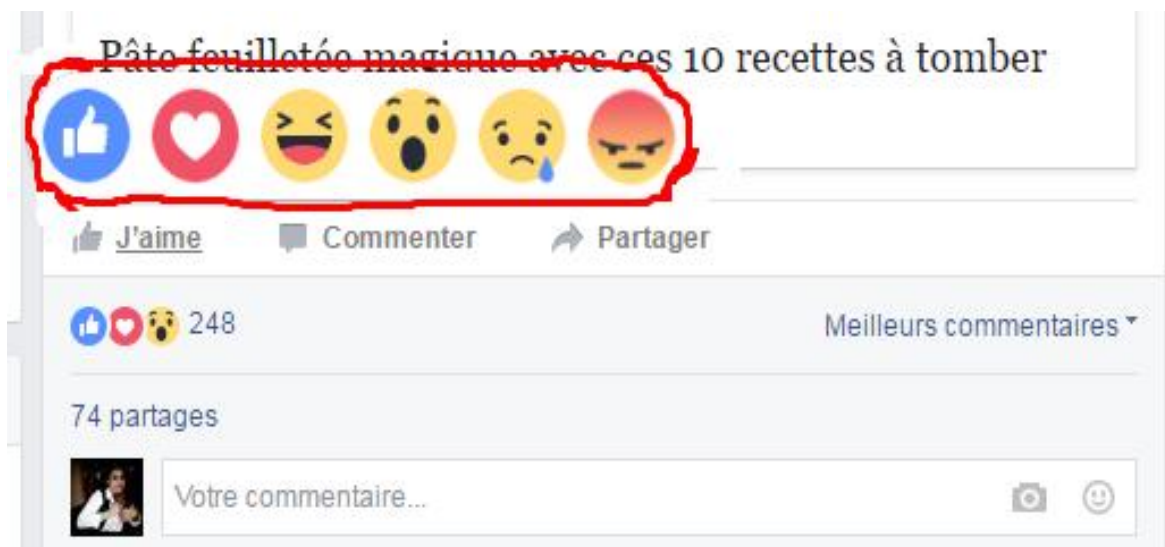 Pâte feuilletée magique avec ces 10 recettes à tomber
J'aime Commenter Partager
248 Meilleurs commentaires
74 partages
Votre commentaire...